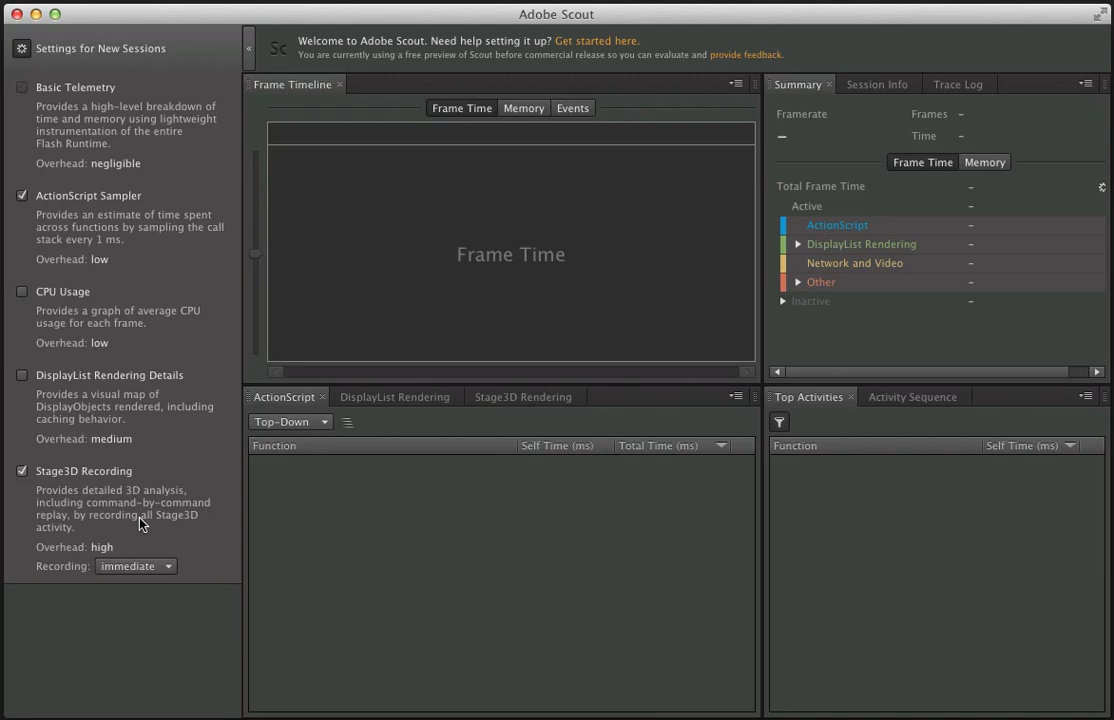 Adobe Scout
Settings for New Sessions
Basic Telemetry
Provides a high-level breakdown of
time and memory using lightweight
instrumentation of the entire
Flash Runtime.
Overhead: negligible
ActionScript Sampler
Provides an estimate of time spent
across functions by sampling the call
stack every 1 ms.
Overhead: low
CPU Usage
Provides a graph of average CPU
usage for each frame.
Overhead: low
DisplayList Rendering Details
Provides a visual map of
DisplayObjects rendered, including
caching behavior.
Overhead: medium
Stage3D Recording
Provides detailed 3D analysis,
including command-by-command
replay, by recording all Stage3D
activity.
Overhead: high
Recording: immediate
«
Sc
Welcome to Adobe Scout. Need help setting it up? Get started here.
You are currently using a free preview of Scout before commercial release so you can evaluate and provide feedback.
Frame Timeline ×
Frame Time Memory Events
Frame Time
Summary × Session Info Trace Log
Framerate Frames –
– Time –
Frame Time Memory
Total Frame Time –
Active –
ActionScript –
DisplayList Rendering –
Network and Video –
Other –
Inactive –
ActionScript × DisplayList Rendering Stage3D Rendering
Top-Down
Function Self Time (ms) Total Time (ms)
Top Activities × Activity Sequence
Function Self Time (ms)